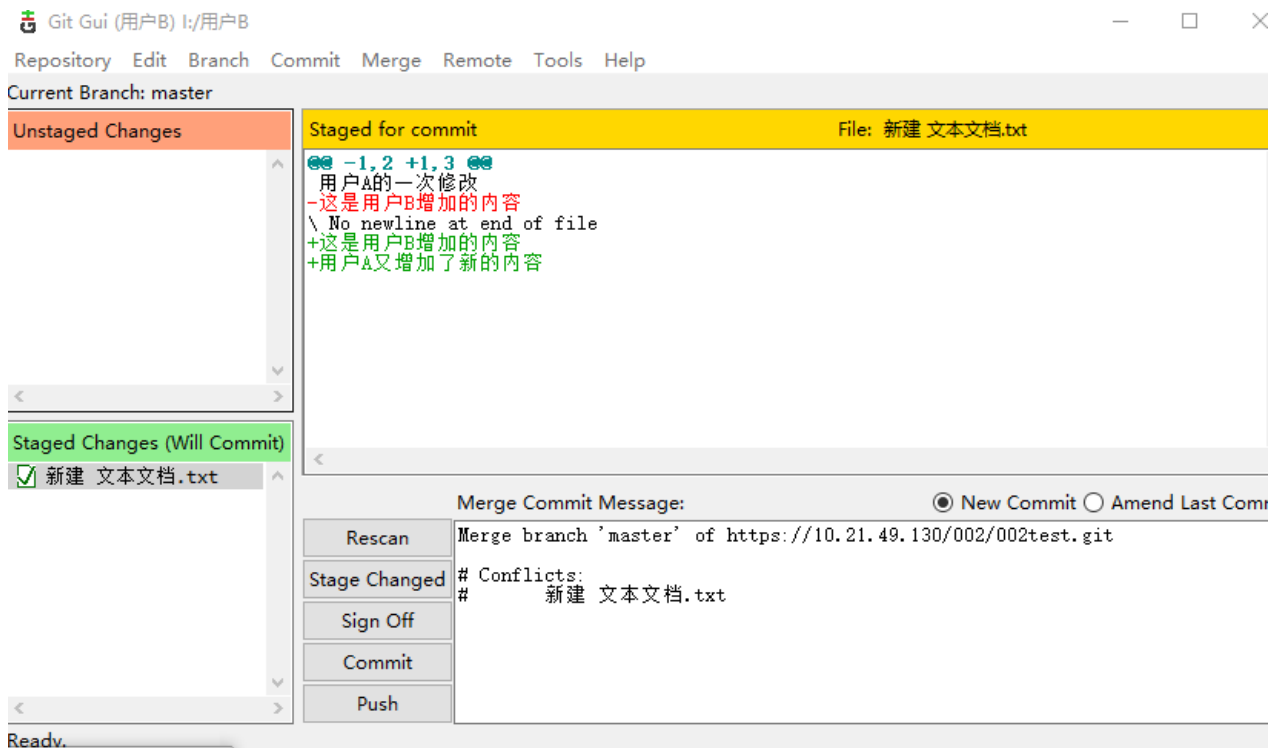 Git Gui (用户B) I:/用户B
Repository Edit Branch Commit Merge Remote Tools Help
Current Branch: master
Unstaged Changes
Staged for commit File: 新建 文本文档.txt
@@ -1,2 +1,3 @@
用户A的一次修改
-这是用户B增加的内容
\ No newline at end of file
+这是用户B增加的内容
+用户A又增加了新的内容
Staged Changes (Will Commit)
新建 文本文档.txt
Merge Commit Message: New Commit Amend Last Comm
Rescan
Stage Changed
Sign Off
Commit
Push
Merge branch 'master' of https://10.21.49.130/002/002test.git
# Conflicts:
# 新建 文本文档.txt
Ready.